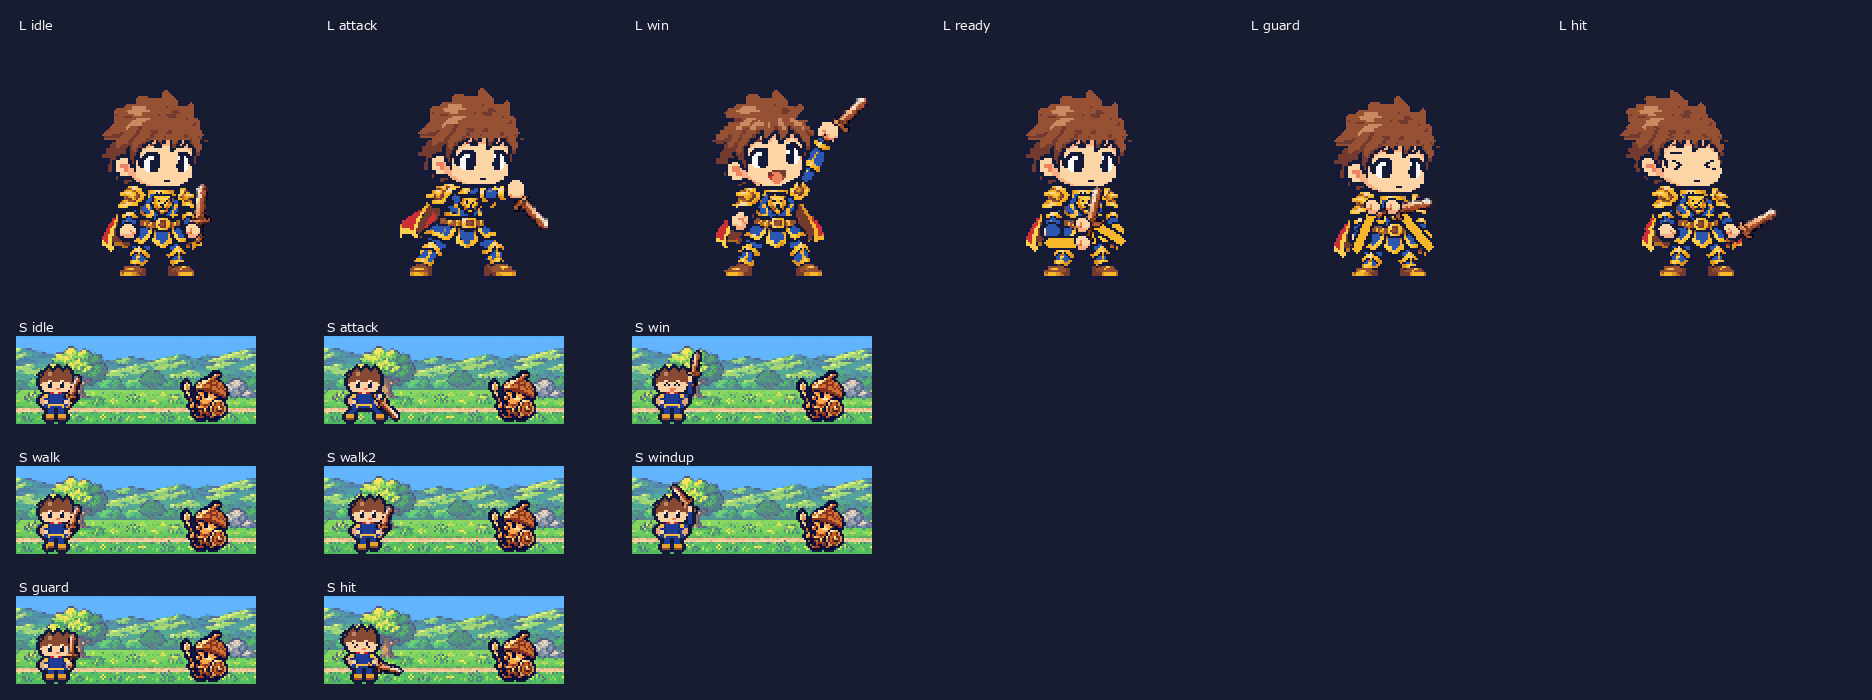 L idle
L attack
L win
L ready
L guard
L hit
S idle
S attack
S win
S walk
S walk2
S windup
S guard
S hit